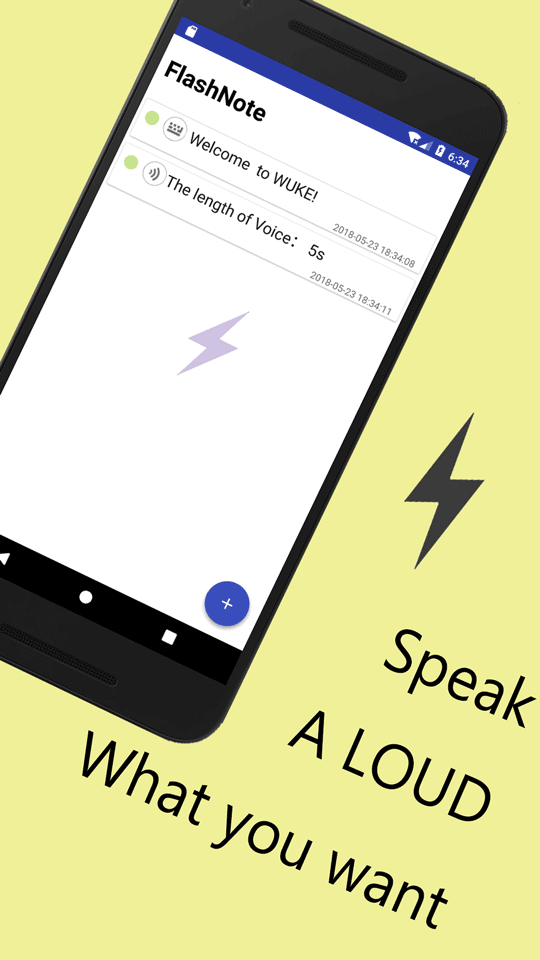 6:34
FlashNote
Welcome to WUKE!
2018-05-23 18:34:08
The length of Voice： 5s
2018-05-23 18:34:11
+
Speak
A LOUD
What you want